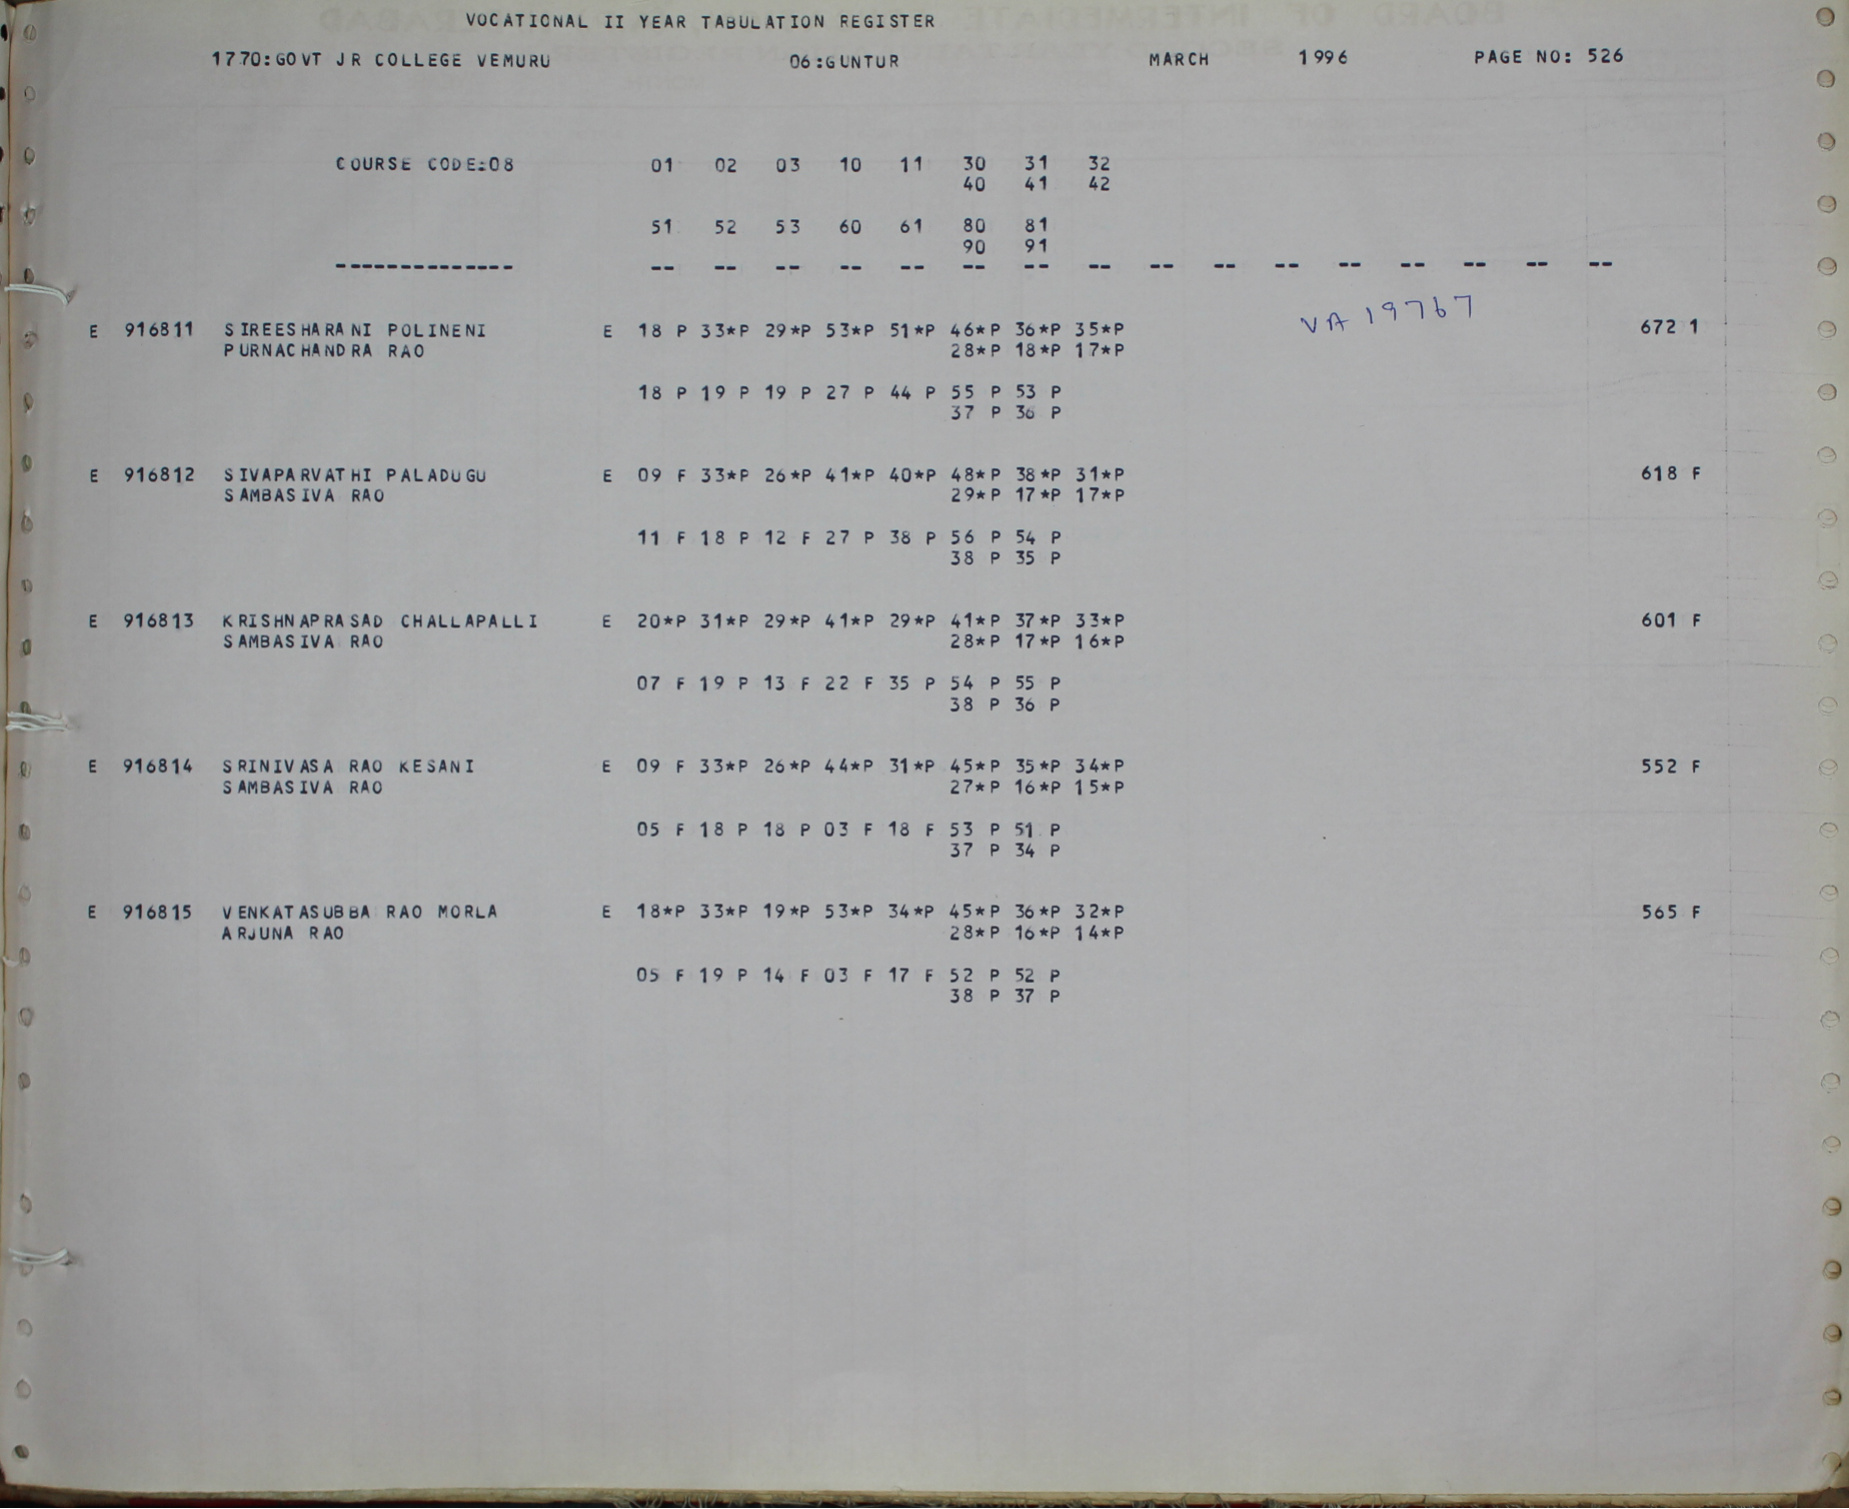 VOCATIONAL II YEAR TABULATION REGISTER
1770:GOVT JR COLLEGE VEMURU 06:GUNTUR MARCH 1996 PAGE NO: 526
COURSE CODE:08 01 02 03 10 11 30 31 32
40 41 42
51 52 53 60 61 80 81
90 91
-------------- -- -- -- -- -- -- -- -- -- -- -- -- -- -- -- --
VA 19767
E 916811 SIREESHARANI POLINENI E 18 P 33*P 29*P 53*P 51*P 46*P 36*P 35*P 672 1
PURNACHANDRA RAO 28*P 18*P 17*P
18 P 19 P 19 P 27 P 44 P 55 P 53 P
37 P 36 P
E 916812 SIVAPARVATHI PALADUGU E 09 F 33*P 26*P 41*P 40*P 48*P 38*P 31*P 618 F
SAMBASIVA RAO 29*P 17*P 17*P
11 F 18 P 12 F 27 P 38 P 56 P 54 P
38 P 35 P
E 916813 KRISHNAPRASAD CHALLAPALLI E 20*P 31*P 29*P 41*P 29*P 41*P 37*P 33*P 601 F
SAMBASIVA RAO 28*P 17*P 16*P
07 F 19 P 13 F 22 F 35 P 54 P 55 P
38 P 36 P
E 916814 SRINIVASA RAO KESANI E 09 F 33*P 26*P 44*P 31*P 45*P 35*P 34*P 552 F
SAMBASIVA RAO 27*P 16*P 15*P
05 F 18 P 18 P 03 F 18 F 53 P 51 P
37 P 34 P
E 916815 VENKATASUBBA RAO MORLA E 18*P 33*P 19*P 53*P 34*P 45*P 36*P 32*P 565 F
ARJUNA RAO 28*P 16*P 14*P
05 F 19 P 14 F 03 F 17 F 52 P 52 P
38 P 37 P